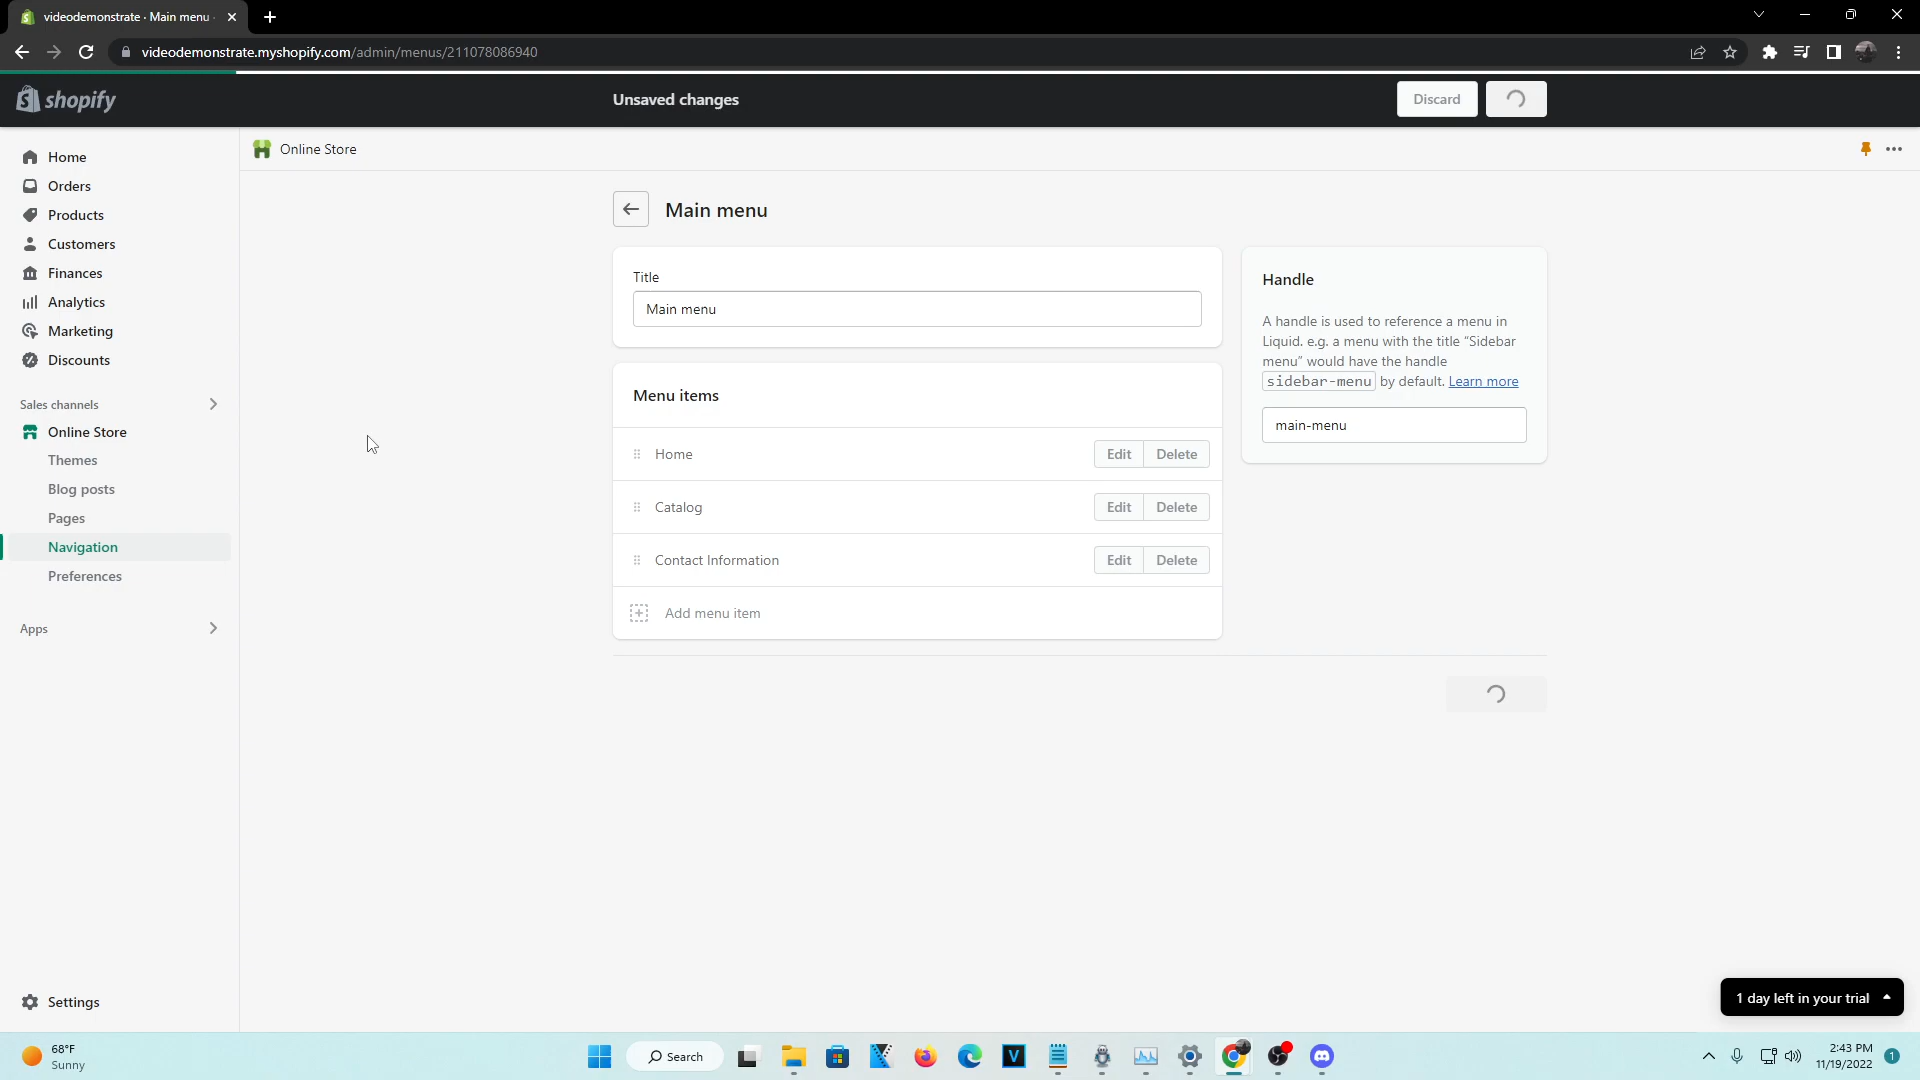 videodemonstrate · Main menu ·
videodemonstrate.myshopify.com/admin/menus/211078086940
shopify
Unsaved changes
Discard
Home
Orders
Products
Customers
Finances
Analytics
Marketing
Discounts
Sales channels
Online Store
Themes
Blog posts
Pages
Navigation
Preferences
Apps
Settings
Online Store
Main menu
Title
Main menu
Menu items
Home Edit Delete
Catalog Edit Delete
Contact Information Edit Delete
Add menu item
Handle
A handle is used to reference a menu in
Liquid. e.g. a menu with the title “Sidebar
menu” would have the handle
sidebar-menu by default. Learn more
main-menu
1 day left in your trial
68°F
Sunny
Search
V
2:43 PM
11/19/2022
1